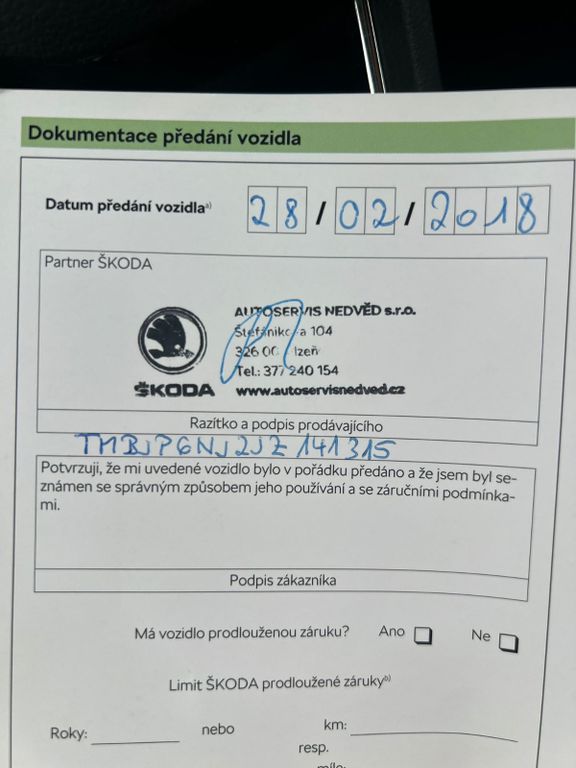 Dokumentace předání vozidla
Datum předání vozidla a) 28 / 02 / 2018
Partner ŠKODA
AUTOSERVIS NEDVĚD s.r.o.
104
326
Tel.: 377 240 154
ŠKODA www.autoservisnedved.cz
Razítko a podpis prodávajícího
TMBJP6NJ2JZ141315
Potvrzuji, že mi uvedené vozidlo bylo v pořádku předáno a že jsem byl se-
známen se správným způsobem jeho používání a se záručními podmínka-
mi.
Podpis zákazníka
Má vozidlo prodlouženou záruku? Ano Ne
Limit ŠKODA prodloužené záruky b)
Roky: nebo km:
resp.